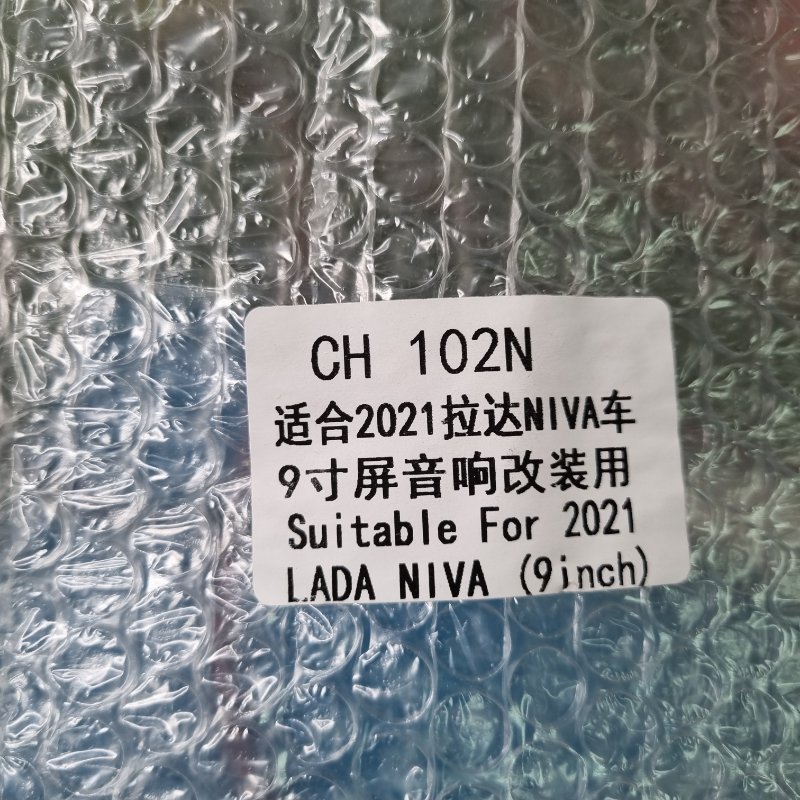 CH 102N
适合2021拉达NIVA车
9寸屏音响改装用
Suitable For 2021
LADA NIVA (9inch)